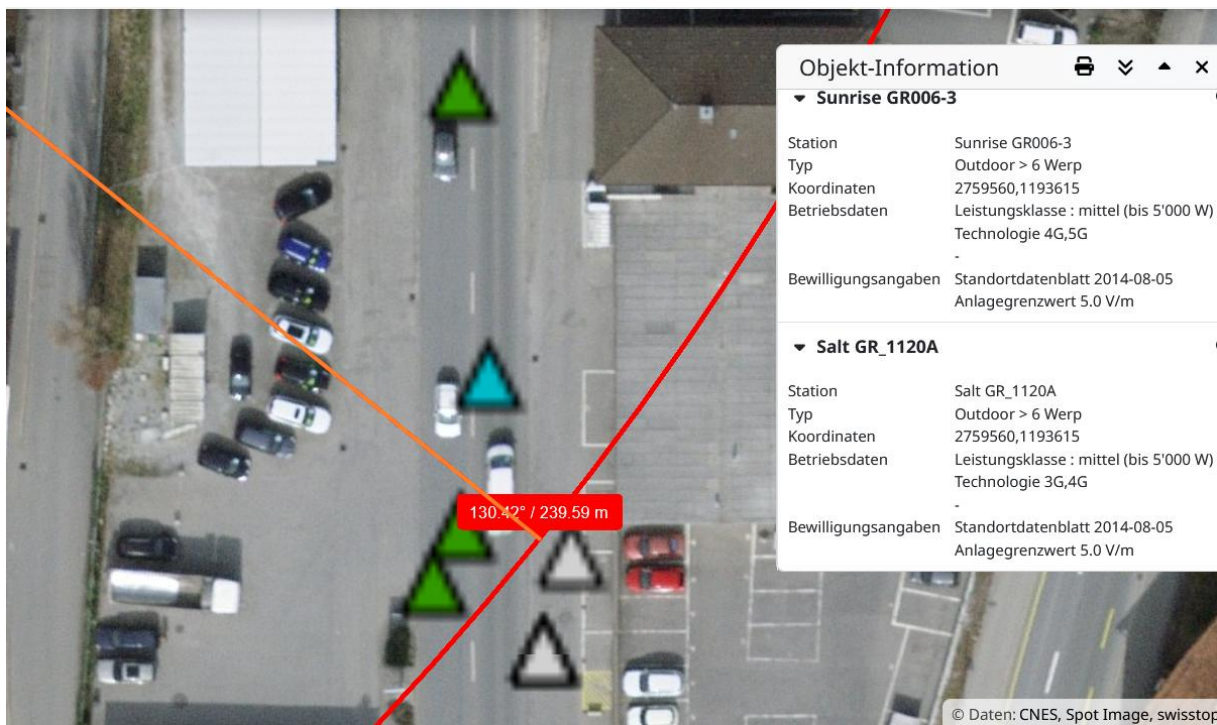 Objekt-Information
Sunrise GR006-3
Station Sunrise GR006-3
Typ Outdoor > 6 Werp
Koordinaten 2759560,1193615
Betriebsdaten Leistungsklasse : mittel (bis 5'000 W)
Technologie 4G,5G
-
Bewilligungsangaben Standortdatenblatt 2014-08-05
Anlagegrenzwert 5.0 V/m
Salt GR_1120A
Station Salt GR_1120A
Typ Outdoor > 6 Werp
Koordinaten 2759560,1193615
Betriebsdaten Leistungsklasse : mittel (bis 5'000 W)
Technologie 3G,4G
-
Bewilligungsangaben Standortdatenblatt 2014-08-05
Anlagegrenzwert 5.0 V/m
130.42° / 239.59 m
© Daten: CNES, Spot Image, swisstop